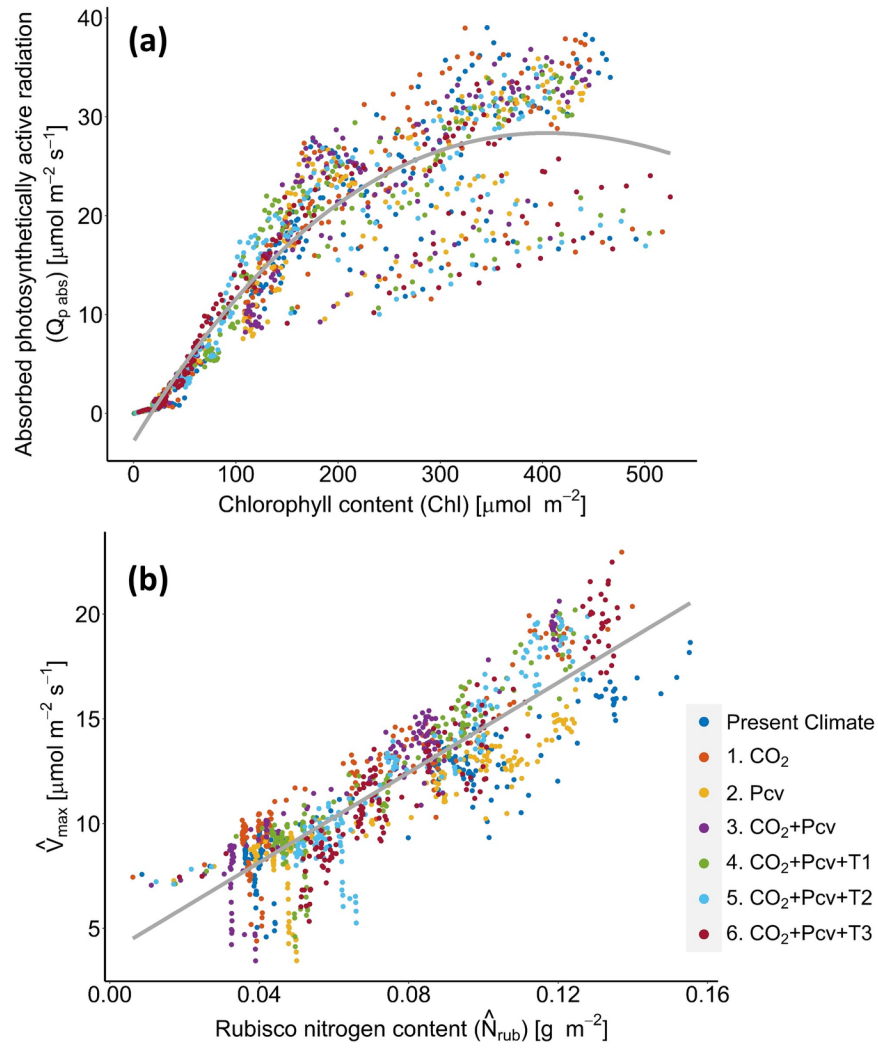 (a)
Absorbed photosynthetically active radiation
(Qp abs) [μmol m−2 s−1)
40
30
20
10
0
0 100 200 300 400 500
Chlorophyll content (Chl) [μmol m−2]
(b)
V̂max [μmol m−2 s−1]
20
15
10
5
0.00 0.04 0.08 0.12 0.16
Rubisco nitrogen content (N̂rub) [g m−2]
Present Climate
1. CO2
2. Pcv
3. CO2+Pcv
4. CO2+Pcv+T1
5. CO2+Pcv+T2
6. CO2+Pcv+T3